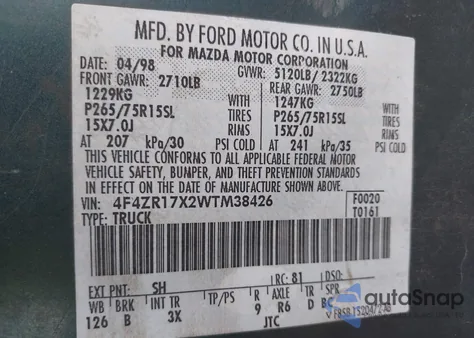 MFD. BY FORD MOTOR CO. IN U.S.A.
FOR MAZDA MOTOR CORPORATION
DATE: 04/98 GVWR: 5120LB/ 2322KG
FRONT GAWR: 2710LB REAR GAWR: 2750LB
1229KG WITH 1247KG WITH
P265/75R15SL TIRES P265/75R15SL TIRES
15X7.0J RIMS 15X7.0J RIMS
AT 207 kPa/30 PSI COLD AT 241 kPa/35 PSI COLD
THIS VEHICLE CONFORMS TO ALL APPLICABLE FEDERAL MOTOR
VEHICLE SAFETY, BUMPER, AND THEFT PREVENTION STANDARDS
IN EFFECT ON THE DATE OF MANUFACTURE SHOWN ABOVE.
VIN: 4F4ZR17X2WTM38426 F0020
TYPE: TRUCK T0161
EXT PNT: SH RC: 81 DSO:
WB BRK INT TR TP/PS R AXLE TR SPR
126 B 3X 9 R6 D
JTC
autoSnap